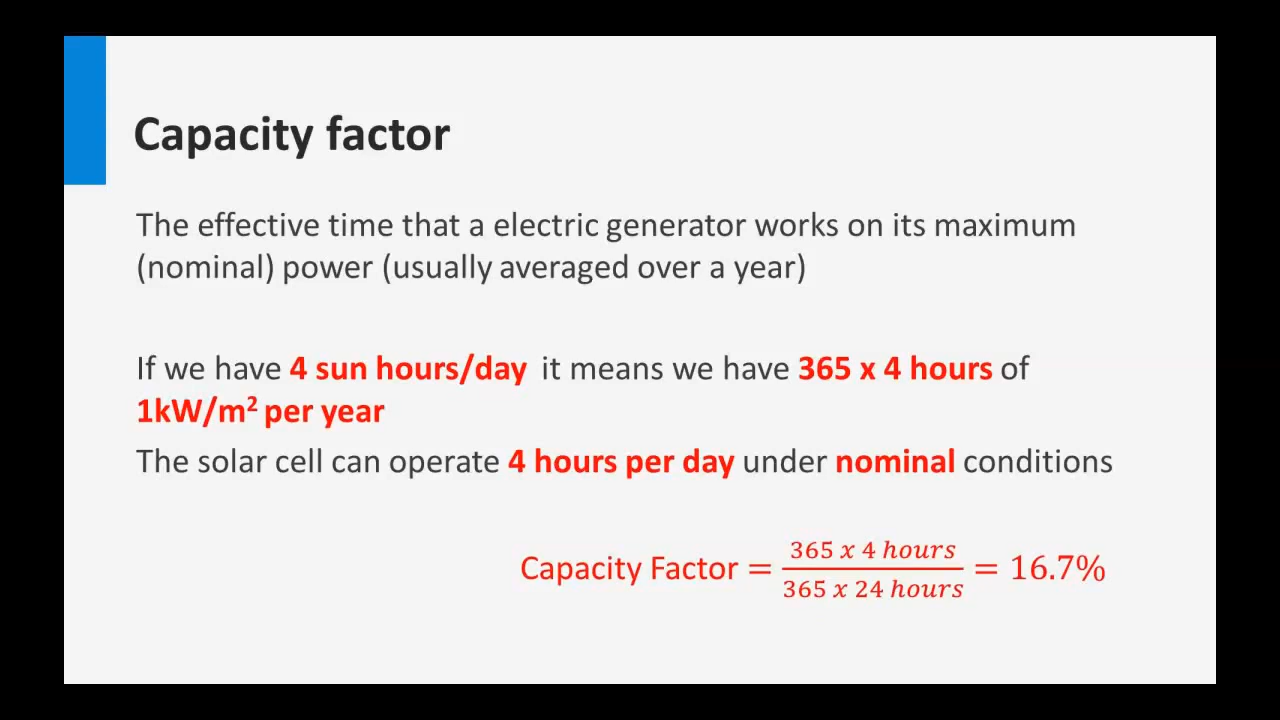 Capacity factor
The effective time that a electric generator works on its maximum
(nominal) power (usually averaged over a year)
If we have 4 sun hours/day it means we have 365 x 4 hours of
1kW/m² per year
The solar cell can operate 4 hours per day under nominal conditions
Capacity Factor = 365 x 4 hours / 365 x 24 hours = 16.7%